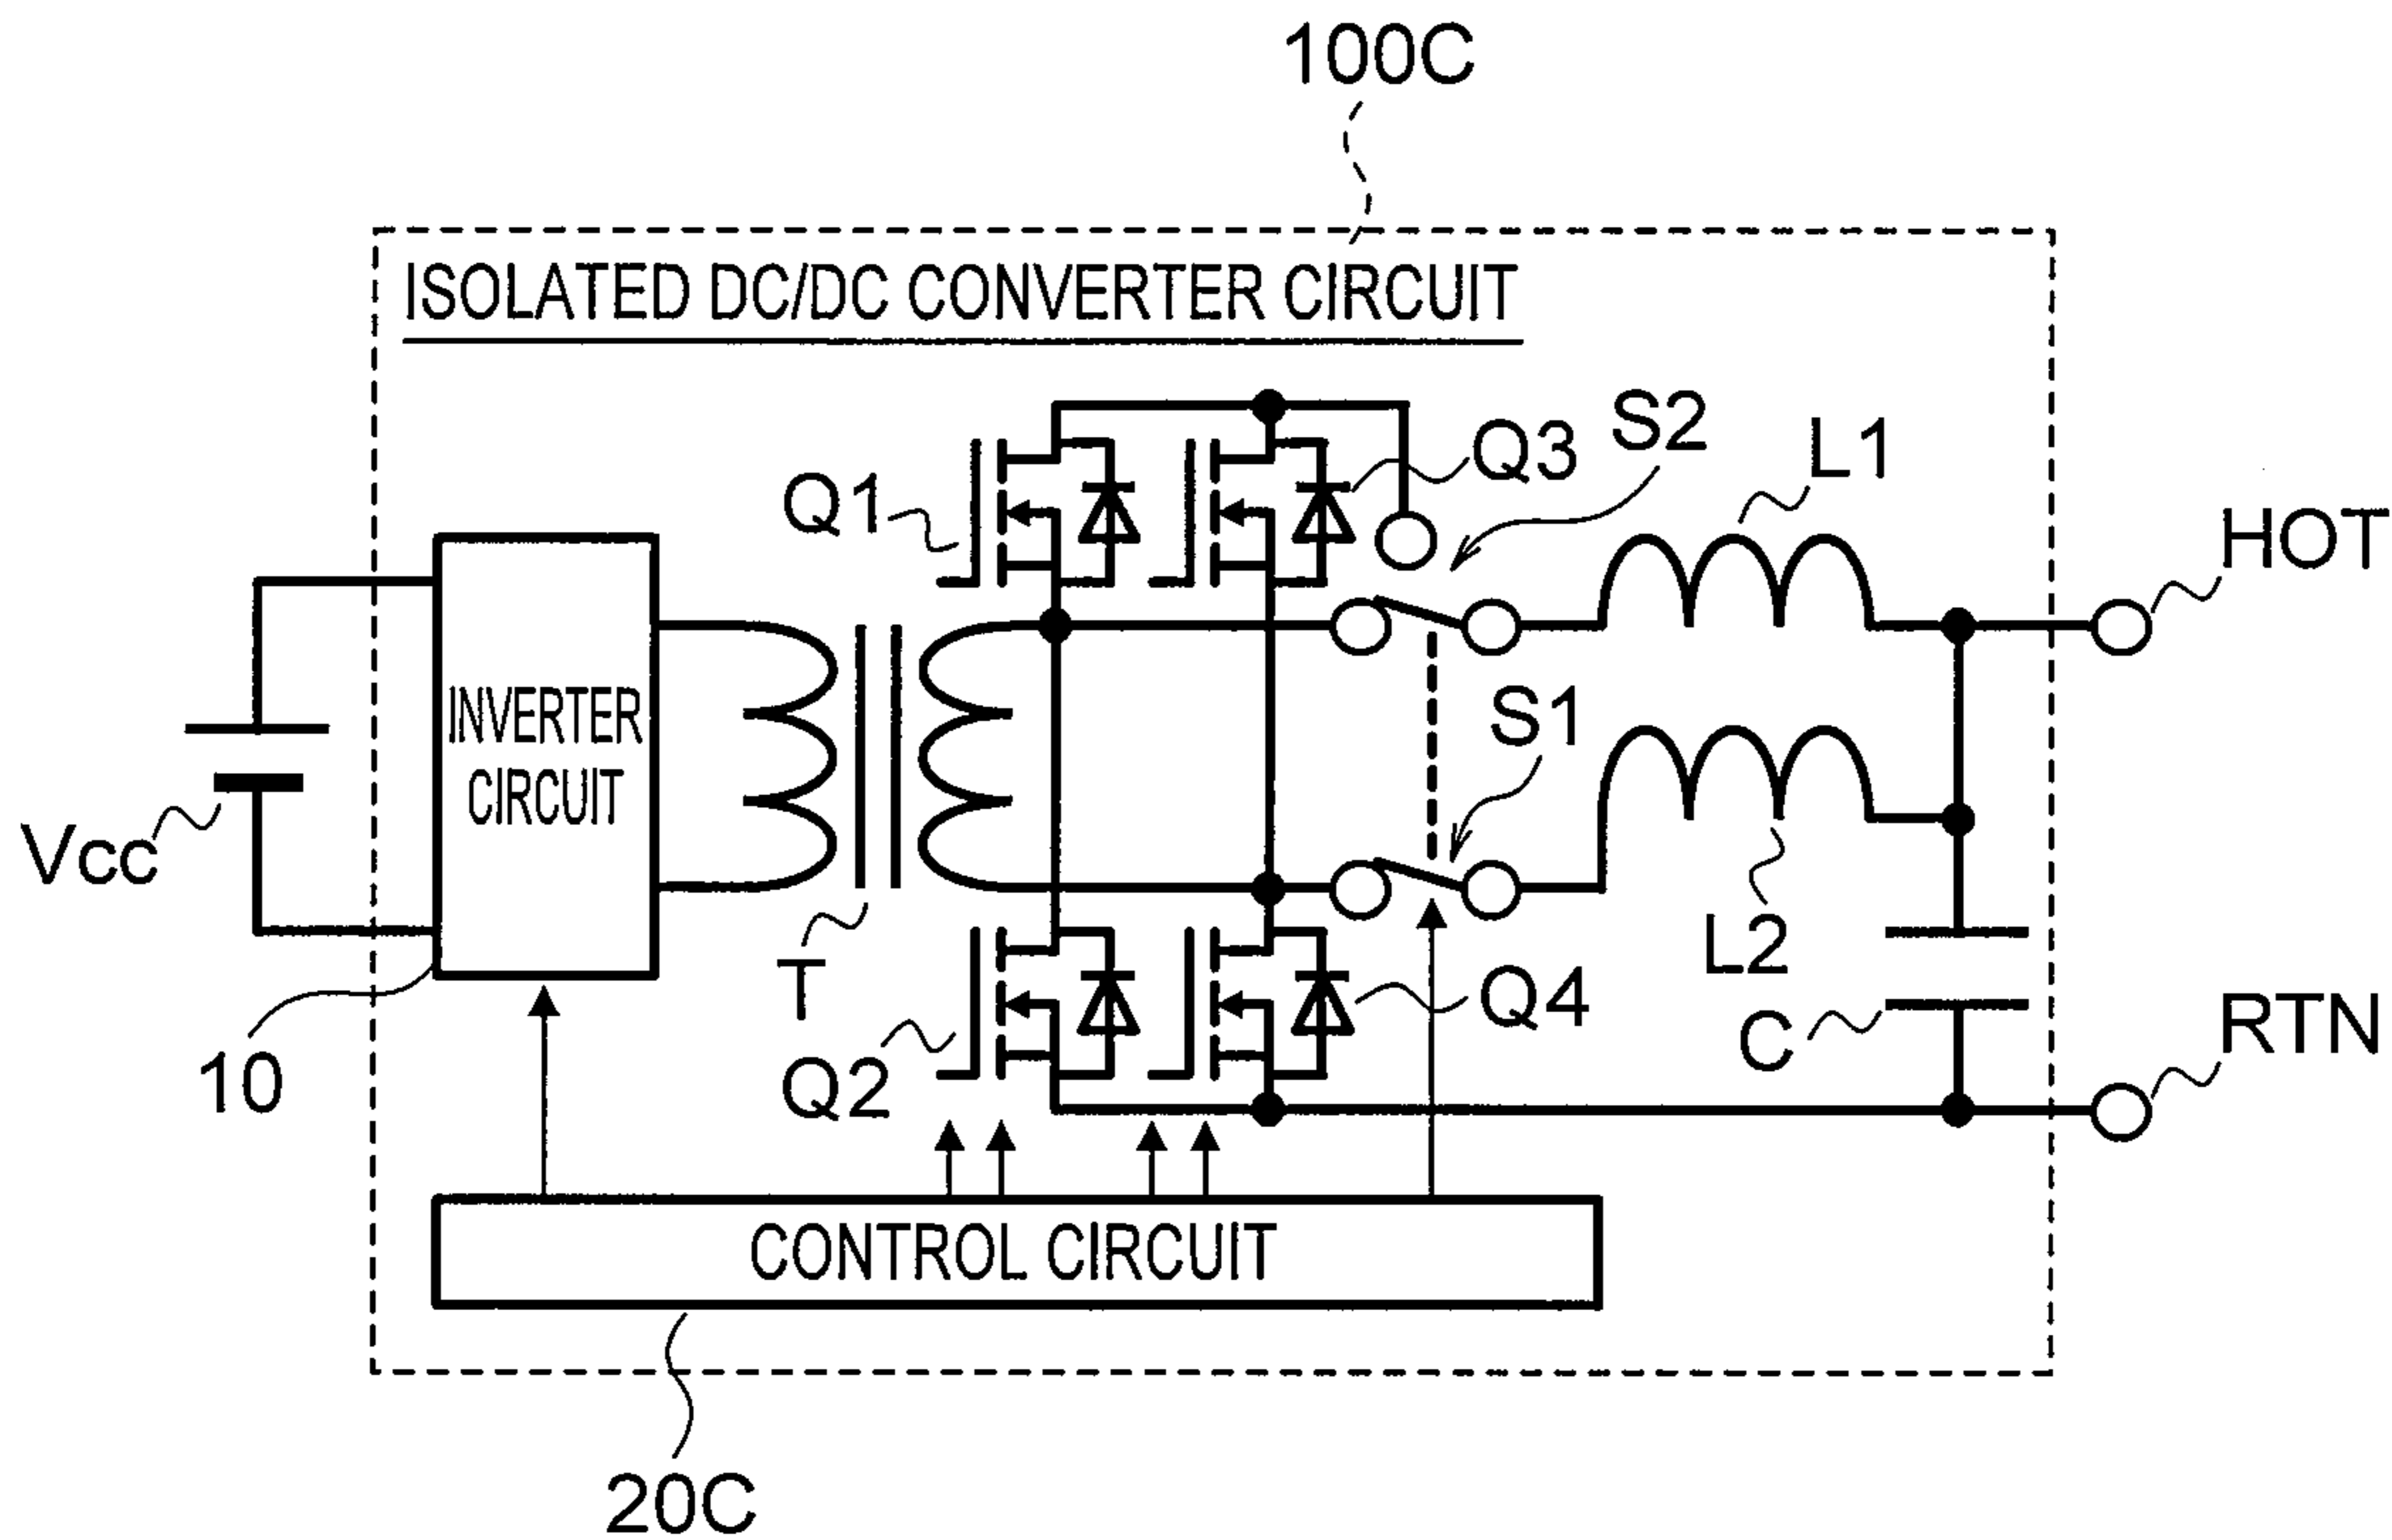 100C
ISOLATED DC/DC CONVERTER CIRCUIT
S2
Q3
L1
Q1
HOT
INVERTER
CIRCUIT
S1
Vcc
L2
T
Q4
RTN
C
10
Q2
CONTROL CIRCUIT
20C